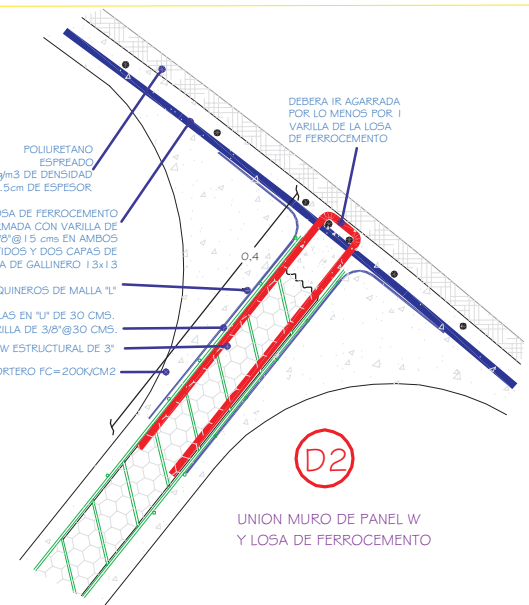 DEBERA IR AGARRADA
POR LO MENOS POR 1
VARILLA DE LA LOSA
DE FERROCEMENTO
POLIURETANO
ESPREADO
g/m3 DE DENSIDAD
.5cm DE ESPESOR
OSA DE FERROCEMENTO
RMADA CON VARILLA DE
/8"@15 cms EN AMBOS
TIDOS Y DOS CAPAS DE
A DE GALLINERO 13x13
QUINEROS DE MALLA "L"
LAS EN "U" DE 30 CMS.
RILLA DE 3/8"@30 CMS.
W ESTRUCTURAL DE 3"
ORTERO FC=200K/CM2
0,4
D2
UNION MURO DE PANEL W
Y LOSA DE FERROCEMENTO